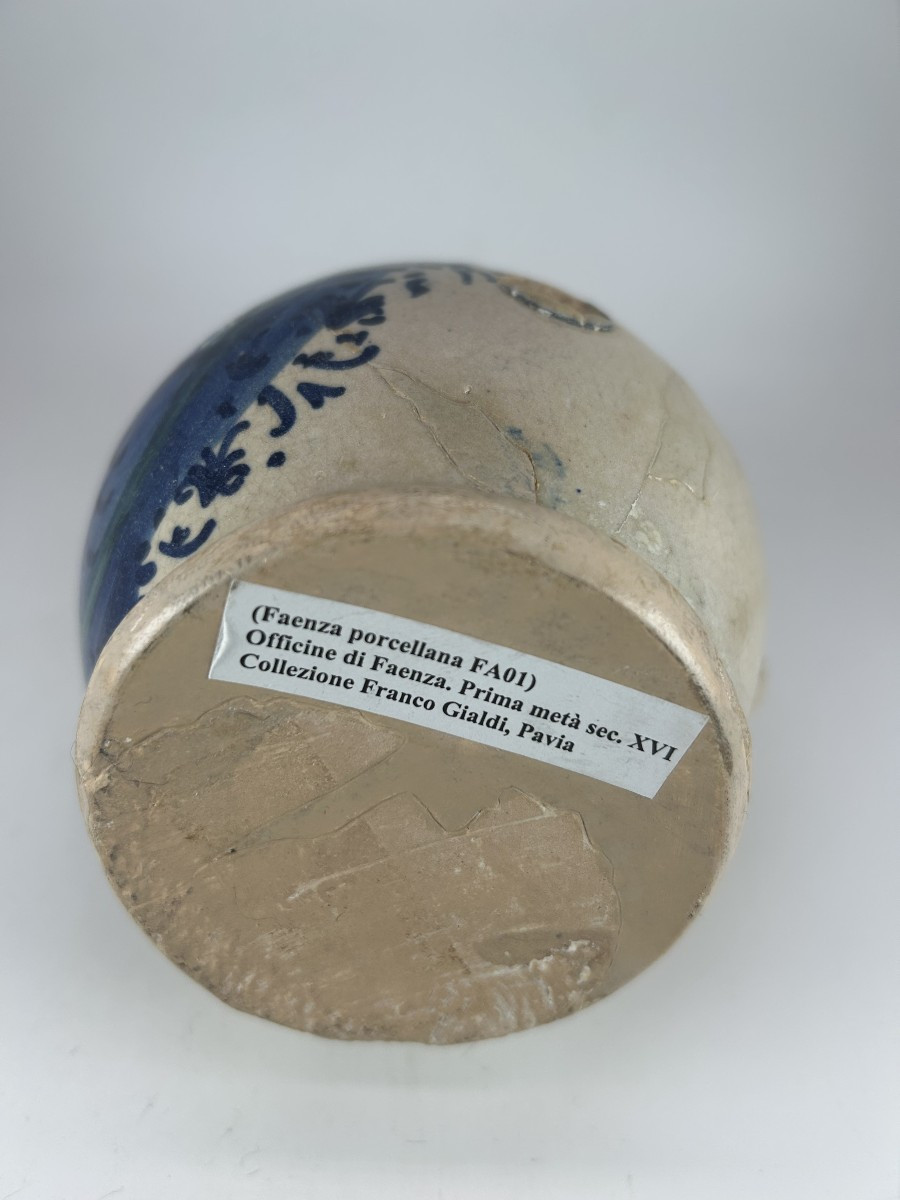 (Faenza porcellana FA01)
Officine di Faenza. Prima metà sec. XVI
Collezione Franco Gialdi, Pavia